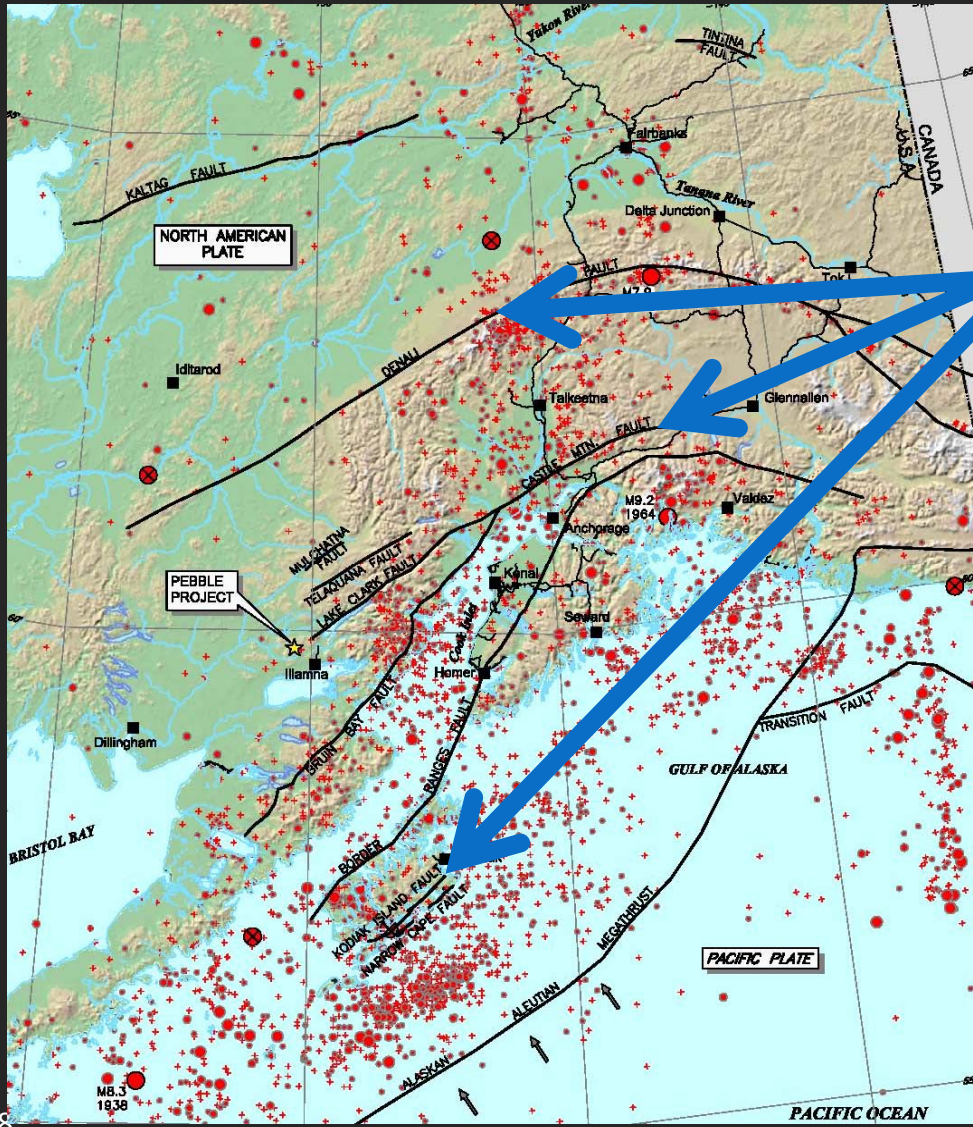 Yukon River
TINTINA
FAULT
Fairbanks
CANADA
U.S.A.
KALTAG FAULT
Tanana River
Delta Junction
NORTH AMERICAN
PLATE
FAULT
Tok
M7.9
DENALI
Iditarod
Talkeetna
Glennallen
CASTLE MTN. FAULT
M9.2
1964
Valdez
Anchorage
MULCHATNA
FAULT
TELAQUANA FAULT
LAKE CLARK FAULT
PEBBLE
PROJECT
Kenai
60°
Cook Inlet
Seward
Iliamna
Homer
BRUIN BAY FAULT
Dillingham
TRANSITION FAULT
RANGES FAULT
GULF OF ALASKA
BRISTOL BAY
BORDER
KODIAK ISLAND FAULT
NARROW CAPE FAULT
MEGATHRUST
PACIFIC PLATE
ALEUTIAN
ALASKAN
M8.3
1938
PACIFIC OCEAN